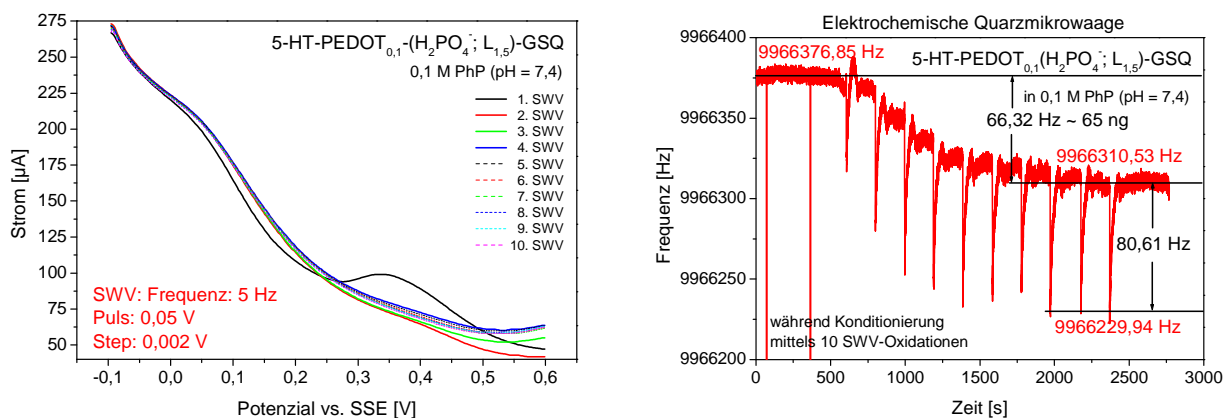 275
250
225
200
175
150
125
100
75
50
Strom [µA]
-0,1
0,0
0,1
0,2
0,3
0,4
0,5
0,6
Potenzial vs. SSE [V]
5-HT-PEDOT0,1-(H2PO4-; L1,5)-GSQ
0,1 M PhP (pH = 7,4)
1. SWV
2. SWV
3. SWV
4. SWV
5. SWV
6. SWV
7. SWV
8. SWV
9. SWV
10. SWV
SWV: Frequenz: 5 Hz
Puls: 0,05 V
Step: 0,002 V
Elektrochemische Quarzmikrowaage
9966400
9966350
9966300
9966250
9966200
Frequenz [Hz]
0
500
1000
1500
2000
2500
3000
Zeit [s]
9966376,85 Hz
5-HT-PEDOT0,1(H2PO4-; L1,5)-GSQ
in 0,1 M PhP (pH = 7,4)
66,32 Hz ~ 65 ng
9966310,53 Hz
80,61 Hz
9966229,94 Hz
während Konditionierung
mittels 10 SWV-Oxidationen